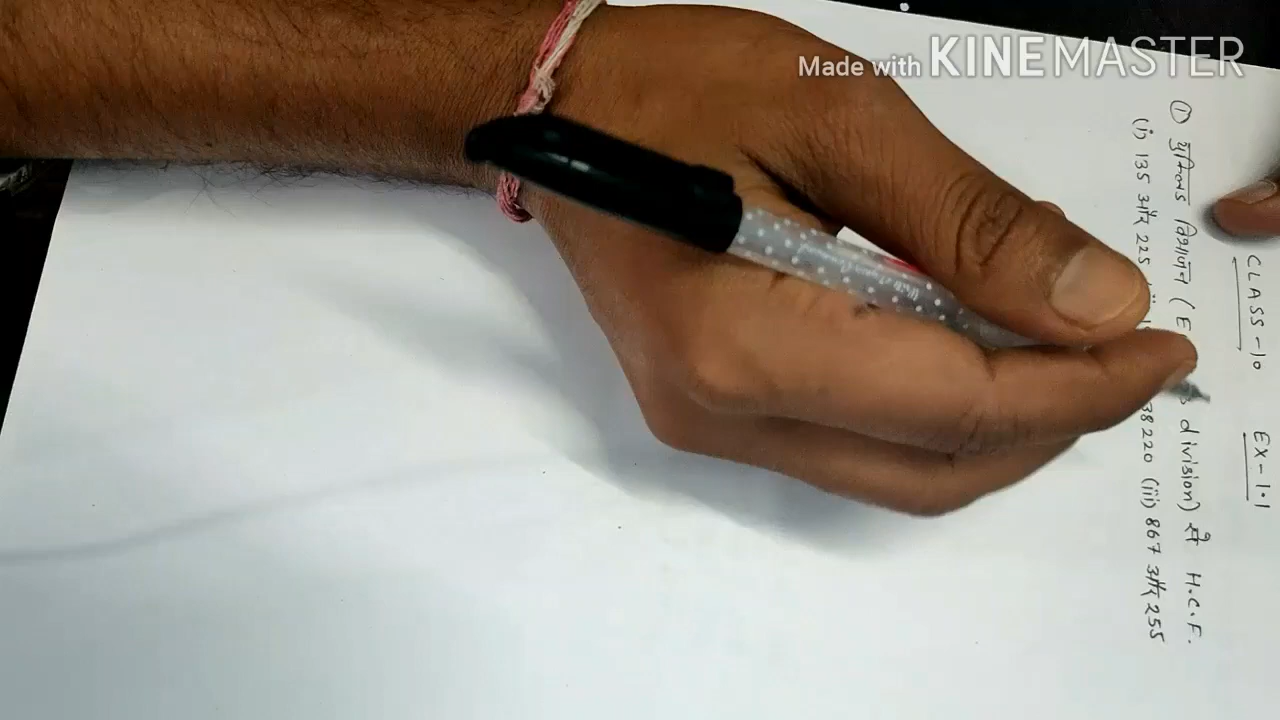 Made with KINEMASTER
CLASS-10 EX-1.1
① युक्लिड विभाजन (E division) से H.C.F.
(i) 135 और 225 38220 (iii) 867 और 255